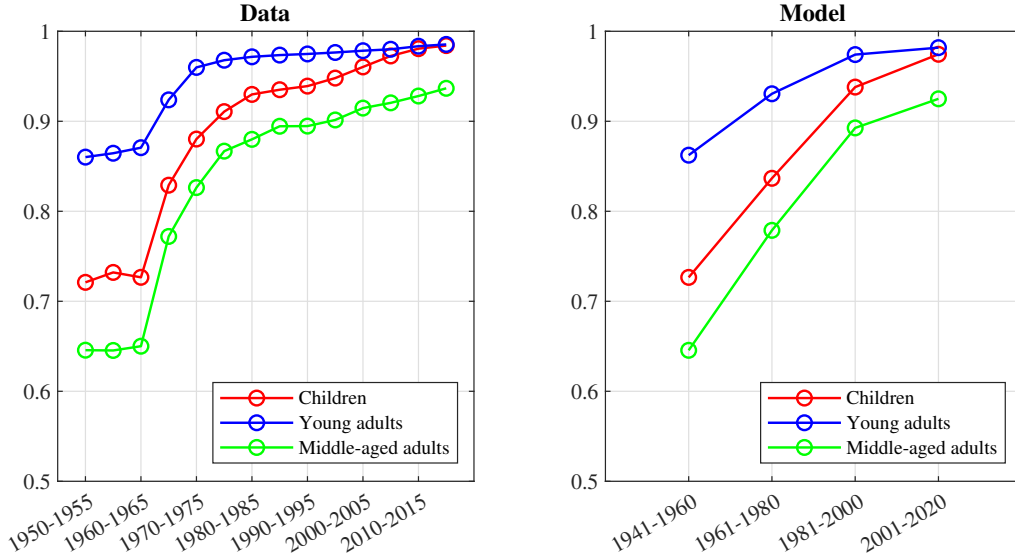 Data
1
0.9
0.8
0.7
0.6
0.5
Children
Young adults
Middle-aged adults
1950-1955
1960-1965
1970-1975
1980-1985
1990-1995
2000-2005
2010-2015
Model
1
0.9
0.8
0.7
0.6
0.5
Children
Young adults
Middle-aged adults
1941-1960
1961-1980
1981-2000
2001-2020